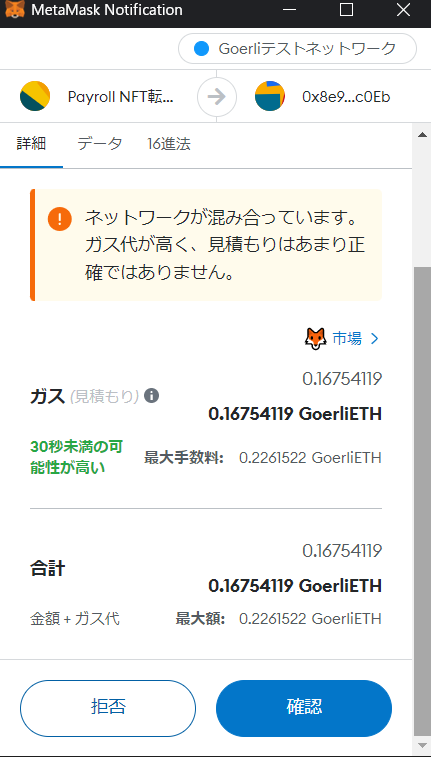 MetaMask Notification
Goerliテストネットワーク
Payroll NFT転...
0x8e9...c0Eb
詳細 データ 16進法
ネットワークが混み合っています。
ガス代が高く、見積もりはあまり正
確ではありません。
市場
0.16754119
ガス (見積もり)
0.16754119 GoerliETH
30秒未満の可
能性が高い
最大手数料: 0.2261522 GoerliETH
0.16754119
合計
0.16754119 GoerliETH
金額 + ガス代 最大額: 0.2261522 GoerliETH
拒否 確認